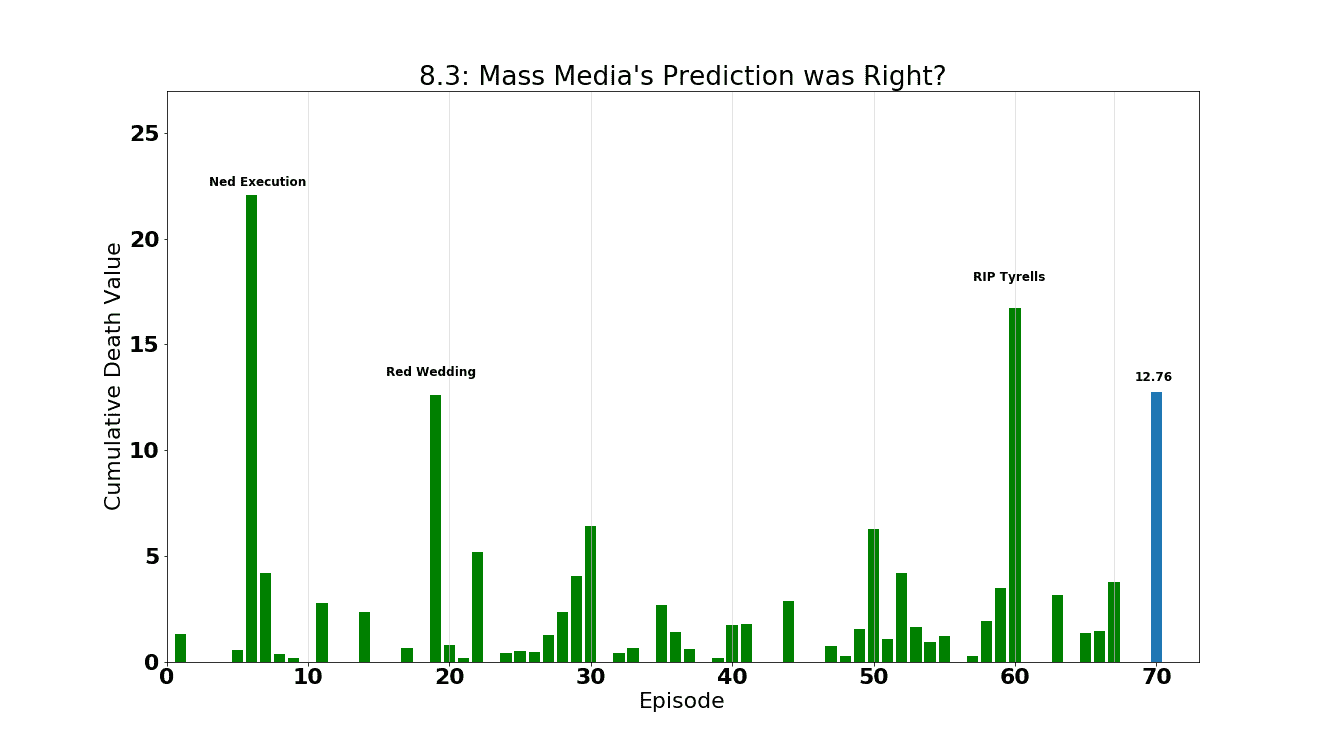 8.3: Mass Media's Prediction was Right?
25
20
15
10
5
0
Cumulative Death Value
Ned Execution
Red Wedding
RIP Tyrells
12.76
0 10 20 30 40 50 60 70
Episode